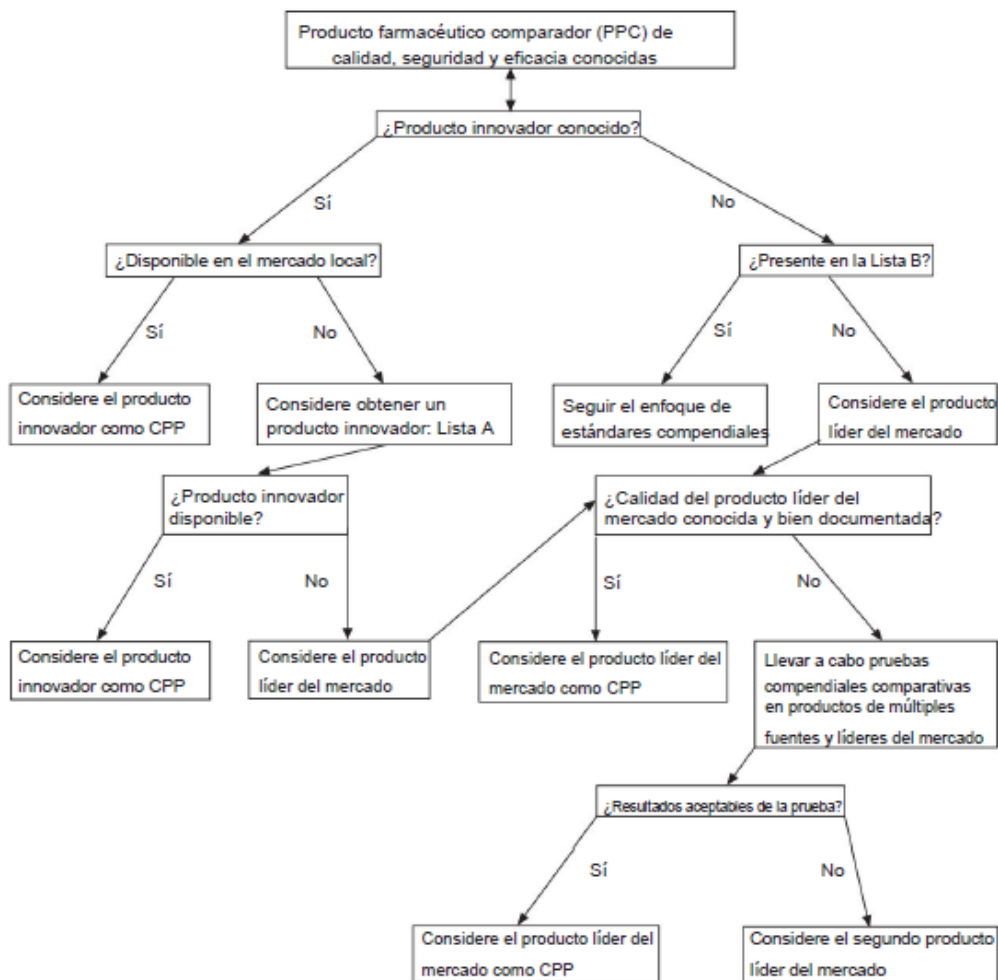 Producto farmacéutico comparador (PPC) de
calidad, seguridad y eficacia conocidas
¿Producto innovador conocido?
Sí
No
¿Disponible en el mercado local?
¿Presente en la Lista B?
Sí
No
Sí
No
Considere el producto
innovador como CPP
Considere obtener un
producto innovador: Lista A
Seguir el enfoque de
estándares compendiales
Considere el producto
líder del mercado
¿Producto innovador
disponible?
¿Calidad del producto líder del
mercado conocida y bien documentada?
Sí
No
Sí
No
Considere el producto
innovador como CPP
Considere el producto
líder del mercado
Considere el producto líder del
mercado como CPP
Llevar a cabo pruebas
compendiales comparativas
en productos de múltiples
fuentes y líderes del mercado
¿Resultados aceptables de la prueba?
Sí
No
Considere el producto líder del
mercado como CPP
Considere el segundo producto
líder del mercado